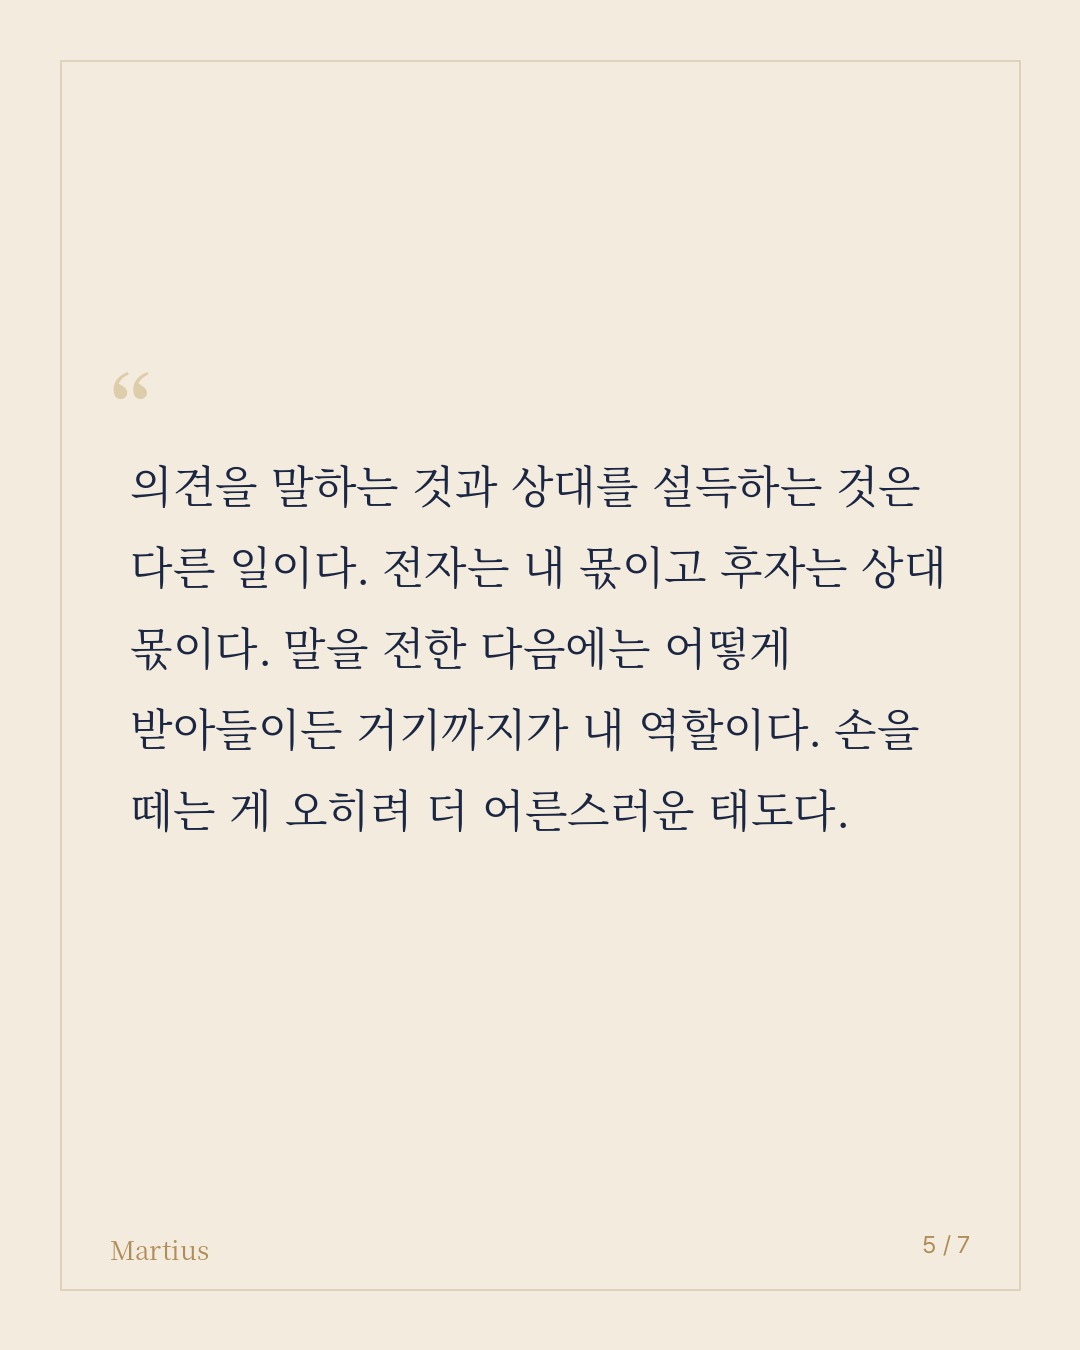 “
의견을 말하는 것과 상대를 설득하는 것은
다른 일이다. 전자는 내 몫이고 후자는 상대
몫이다. 말을 전한 다음에는 어떻게
받아들이든 거기까지가 내 역할이다. 손을
떼는 게 오히려 더 어른스러운 태도다.
Martius
5 / 7